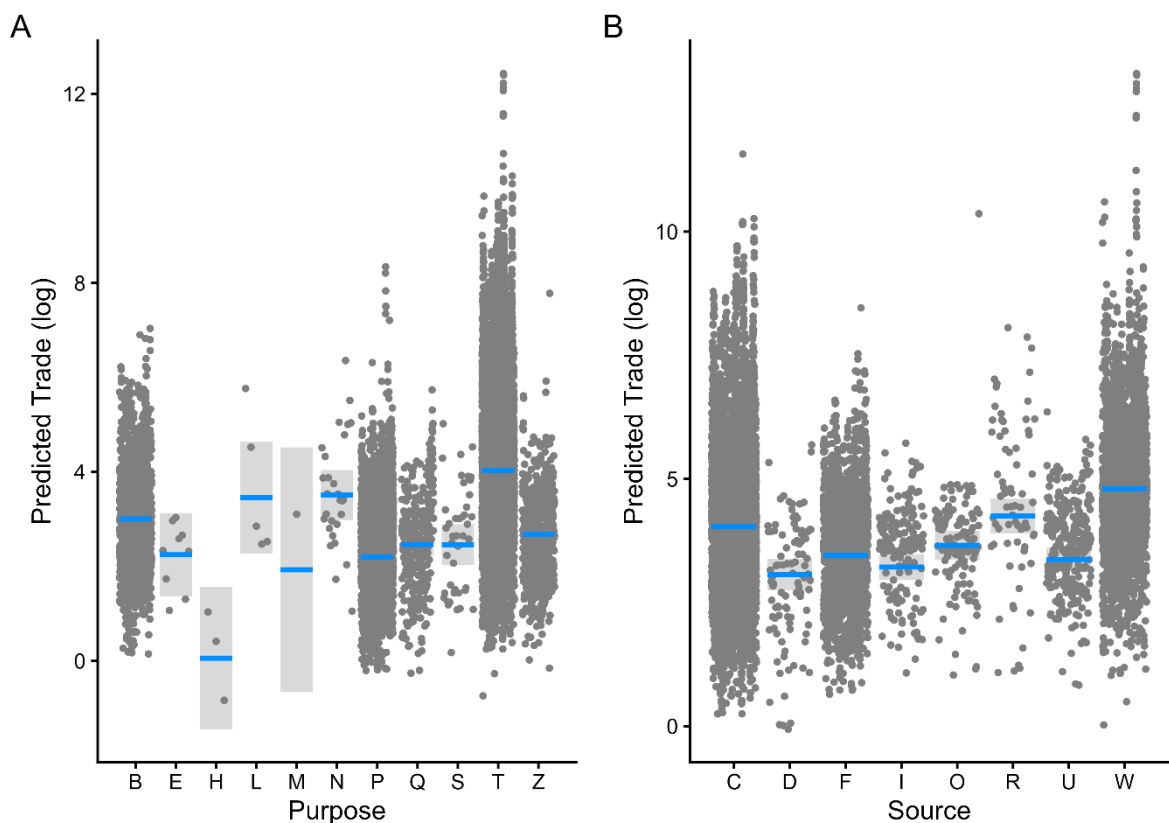 A
B
Predicted Trade (log)
12
8
4
0
B E H L M N P Q S T Z
Purpose
Predicted Trade (log)
10
5
0
C D F I O R U W
Source